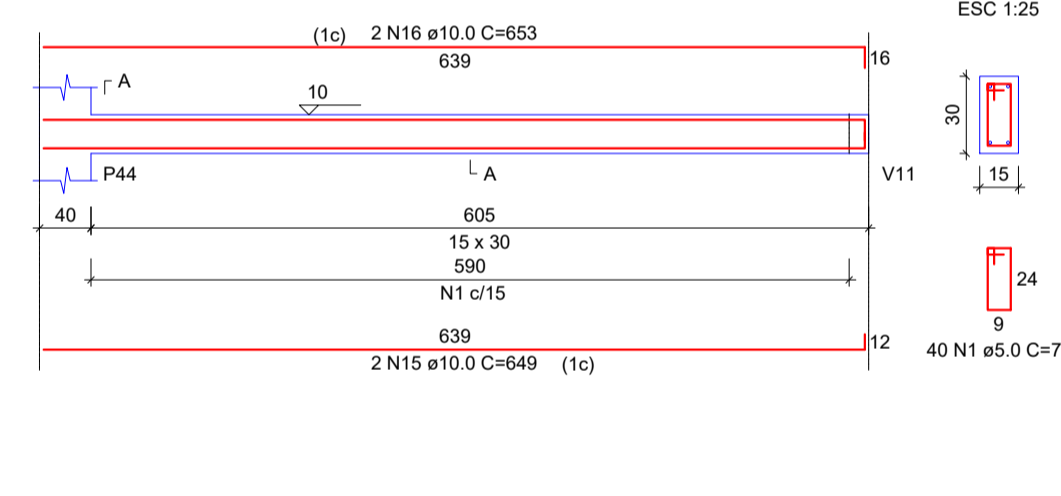 ESC 1:25
(1c) 2 N16 ø10.0 C=653
639
16
A
10
30
P44
A
V11
15
40
605
15 x 30
590
N1 c/15
24
9
639
12
40 N1 ø5.0 C=7
2 N15 ø10.0 C=649 (1c)